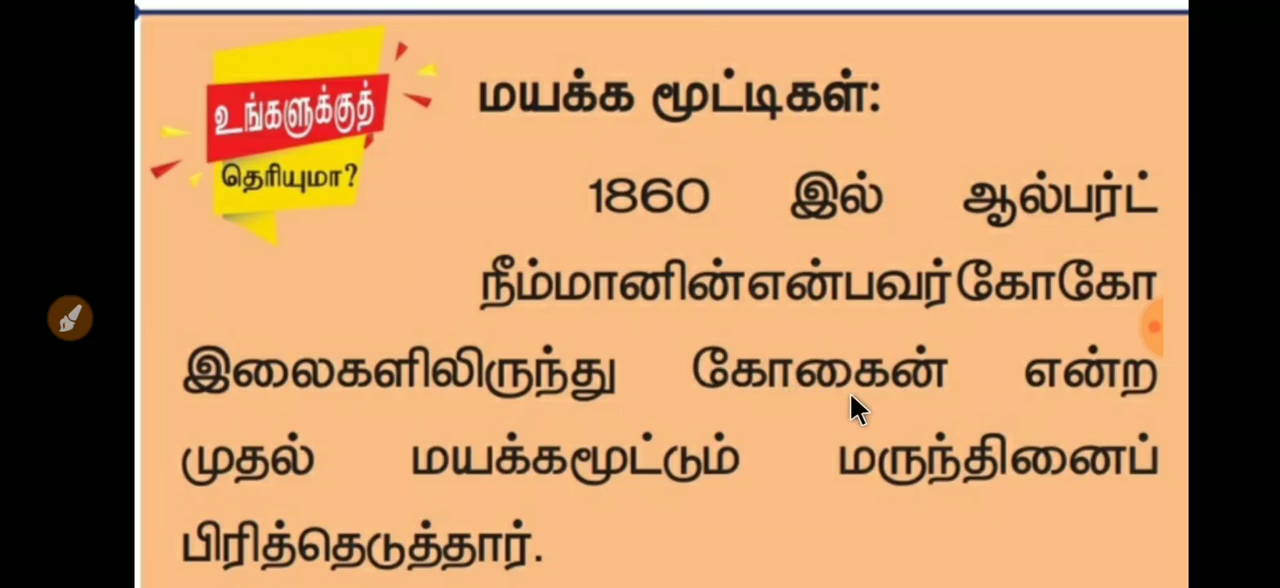 உங்களுக்குத்
தெரியுமா?
மயக்க மூட்டிகள்:
1860 இல் ஆல்பர்ட்
நீம்மானின்என்பவர்கோகோ
இலைகளிலிருந்து கோகைன் என்ற
முதல் மயக்கமூட்டும் மருந்தினைப்
பிரித்தெடுத்தார்.